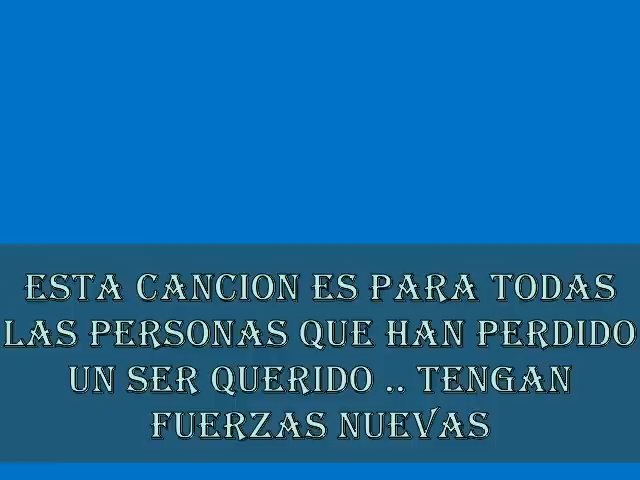 ESTA CANCION ES PARA TODAS
LAS PERSONAS QUE HAN PERDIDO
UN SER QUERIDO .. TENGAN
FUERZAS NUEVAS